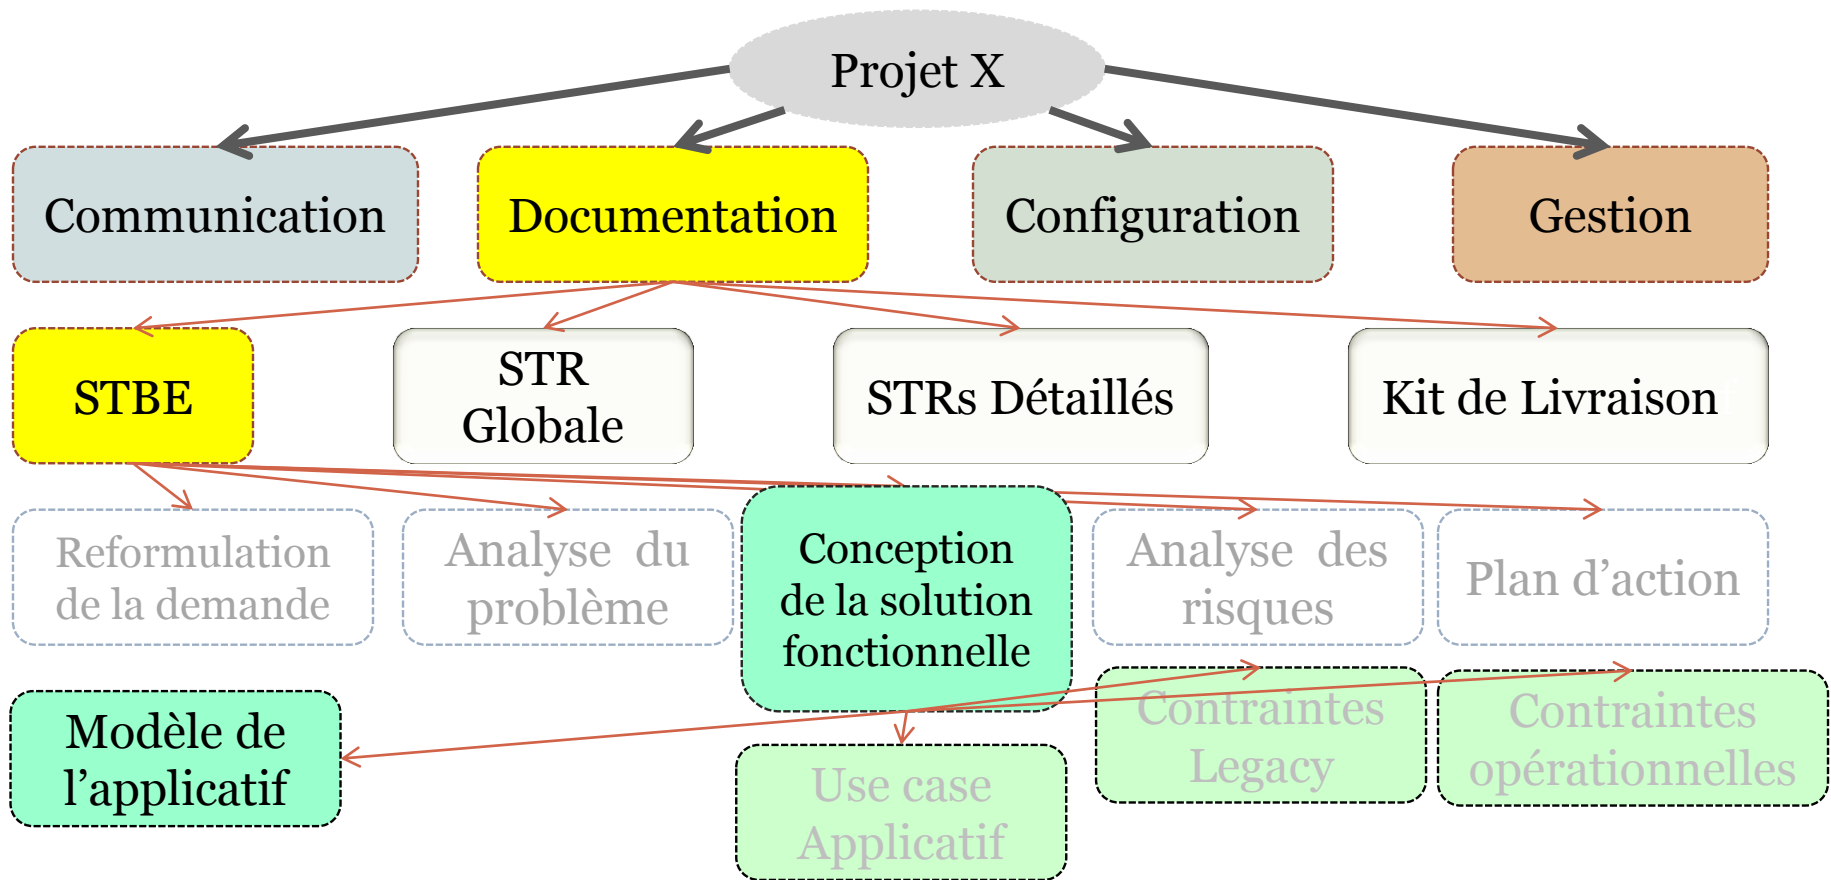 Projet X
Communication
Documentation
Configuration
Gestion
STBE
STR
Globale
STRs Détaillés
Kit de Livraison
Reformulation
de la demande
Analyse du
problème
Conception
de la solution
fonctionnelle
Analyse des
risques
Plan d’action
Modèle de
l’applicatif
Use case
Applicatif
Contraintes
Legacy
Contraintes
opérationnelles